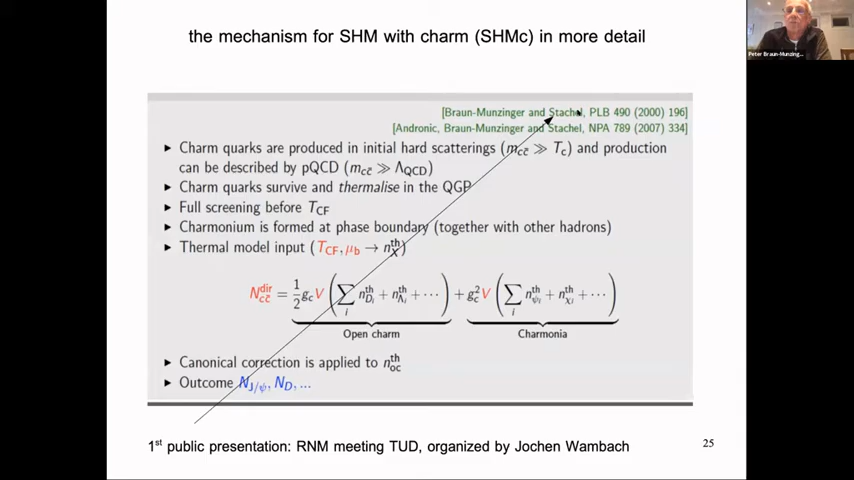 the mechanism for SHM with charm (SHMc) in more detail
Peter Braun-Munzing...
[Braun-Munzinger and Stachel, PLB 490 (2000) 196]
[Andronic, Braun-Munzinger and Stachel, NPA 789 (2007) 334]
► Charm quarks are produced in initial hard scatterings (m_cc̄ ≫ T_c) and production
can be described by pQCD (m_cc̄ ≫ Λ_QCD)
► Charm quarks survive and thermalise in the QGP
► Full screening before T_CF
► Charmonium is formed at phase boundary (together with other hadrons)
► Thermal model input (T_CF, μ_b → n_X^th)
N_cc̄^dir = 1/2 g_c V (∑_i n_D_i^th + n_Λ_i^th + ···) + g_c^2 V (∑_i n_ψ_i^th + n_χ_i^th + ···)
Open charm Charmonia
► Canonical correction is applied to n_oc^th
► Outcome N_J/ψ, N_D, ...
1st public presentation: RNM meeting TUD, organized by Jochen Wambach
25